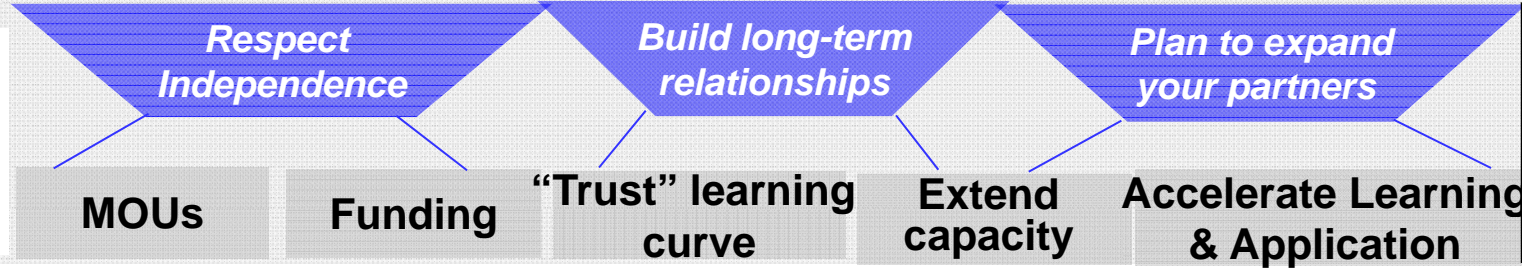 Respect
Independence
Build long-term
relationships
Plan to expand
your partners
MOUs
Funding
“Trust” learning
curve
Extend
capacity
Accelerate Learning
& Application